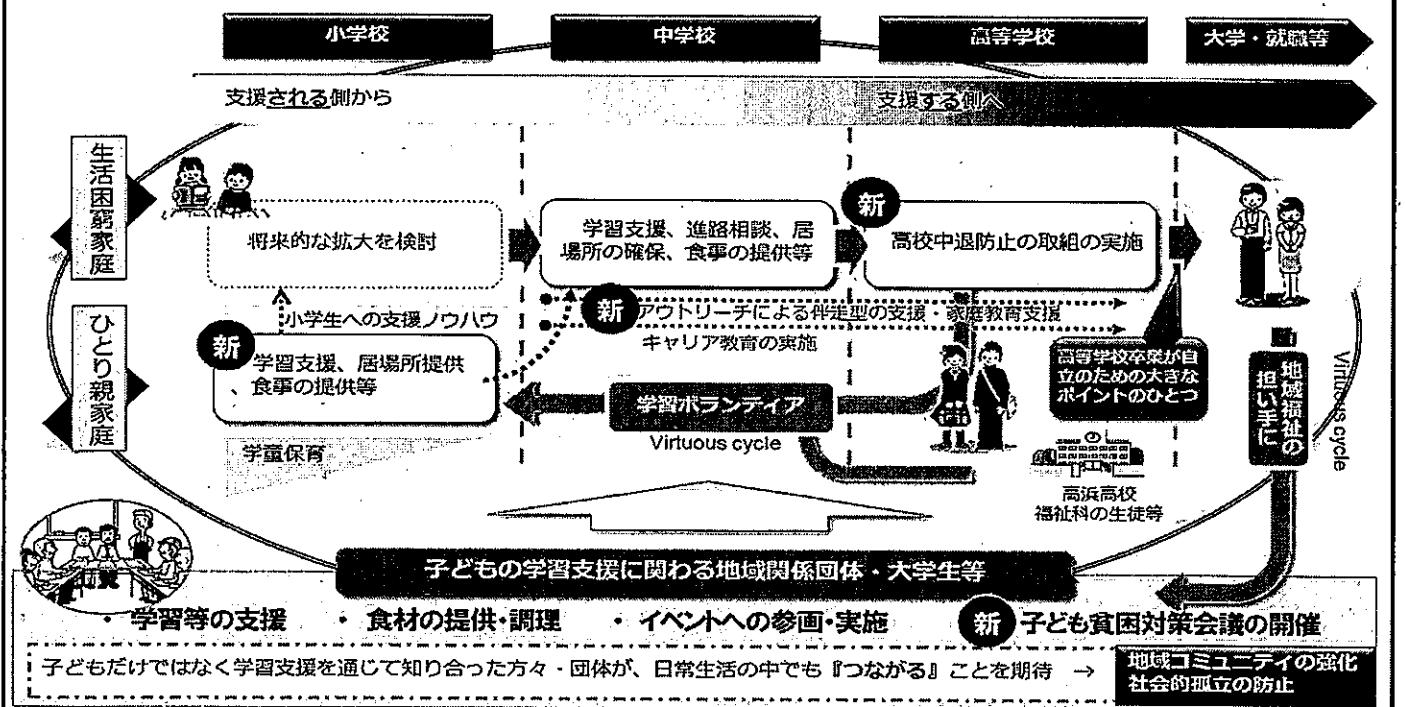 小学校
中学校
高等学校
大学・就職等
支援される側から
支援する側へ
生活困窮家庭
将来的な拡大を検討
学習支援、進路相談、居
場所の確保、食事の提供等
新
高校中退防止の取組の実施
ひとり親家庭
小学生への支援ノウハウ
新
アウトリーチによる伴走型の支援・家庭教育支援
キャリア教育の実施
新
学習支援、居場所提供
、食事の提供等
高等学校卒業が自
立のための大きな
ポイントのひとつ
地域福祉の
担い手に
Virtuous cycle
学習ボランティア
Virtuous cycle
学童保育
高浜高校
福祉科の生徒等
子どもの学習支援に関わる地域関係団体・大学生等
・ 学習等の支援 ・ 食材の提供・調理 ・ イベントへの参画・実施 新 子ども貧困対策会議の開催
子どもだけではなく学習支援を通じて知り合った方々・団体が、日常生活の中でも『つながる』ことを期待 →
地域コミュニティの強化
社会的孤立の防止